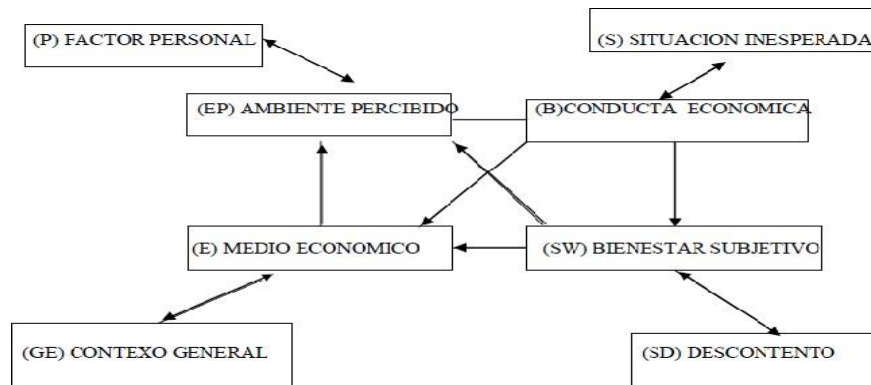 (P) FACTOR PERSONAL
(S) SITUACION INESPERADA
(EP) AMBIENTE PERCIBIDO
(B)CONDUCTA ECONOMICA
(E) MEDIO ECONOMICO
(SW) BIENESTAR SUBJETIVO
(GE) CONTEXO GENERAL
(SD) DESCONTENTO